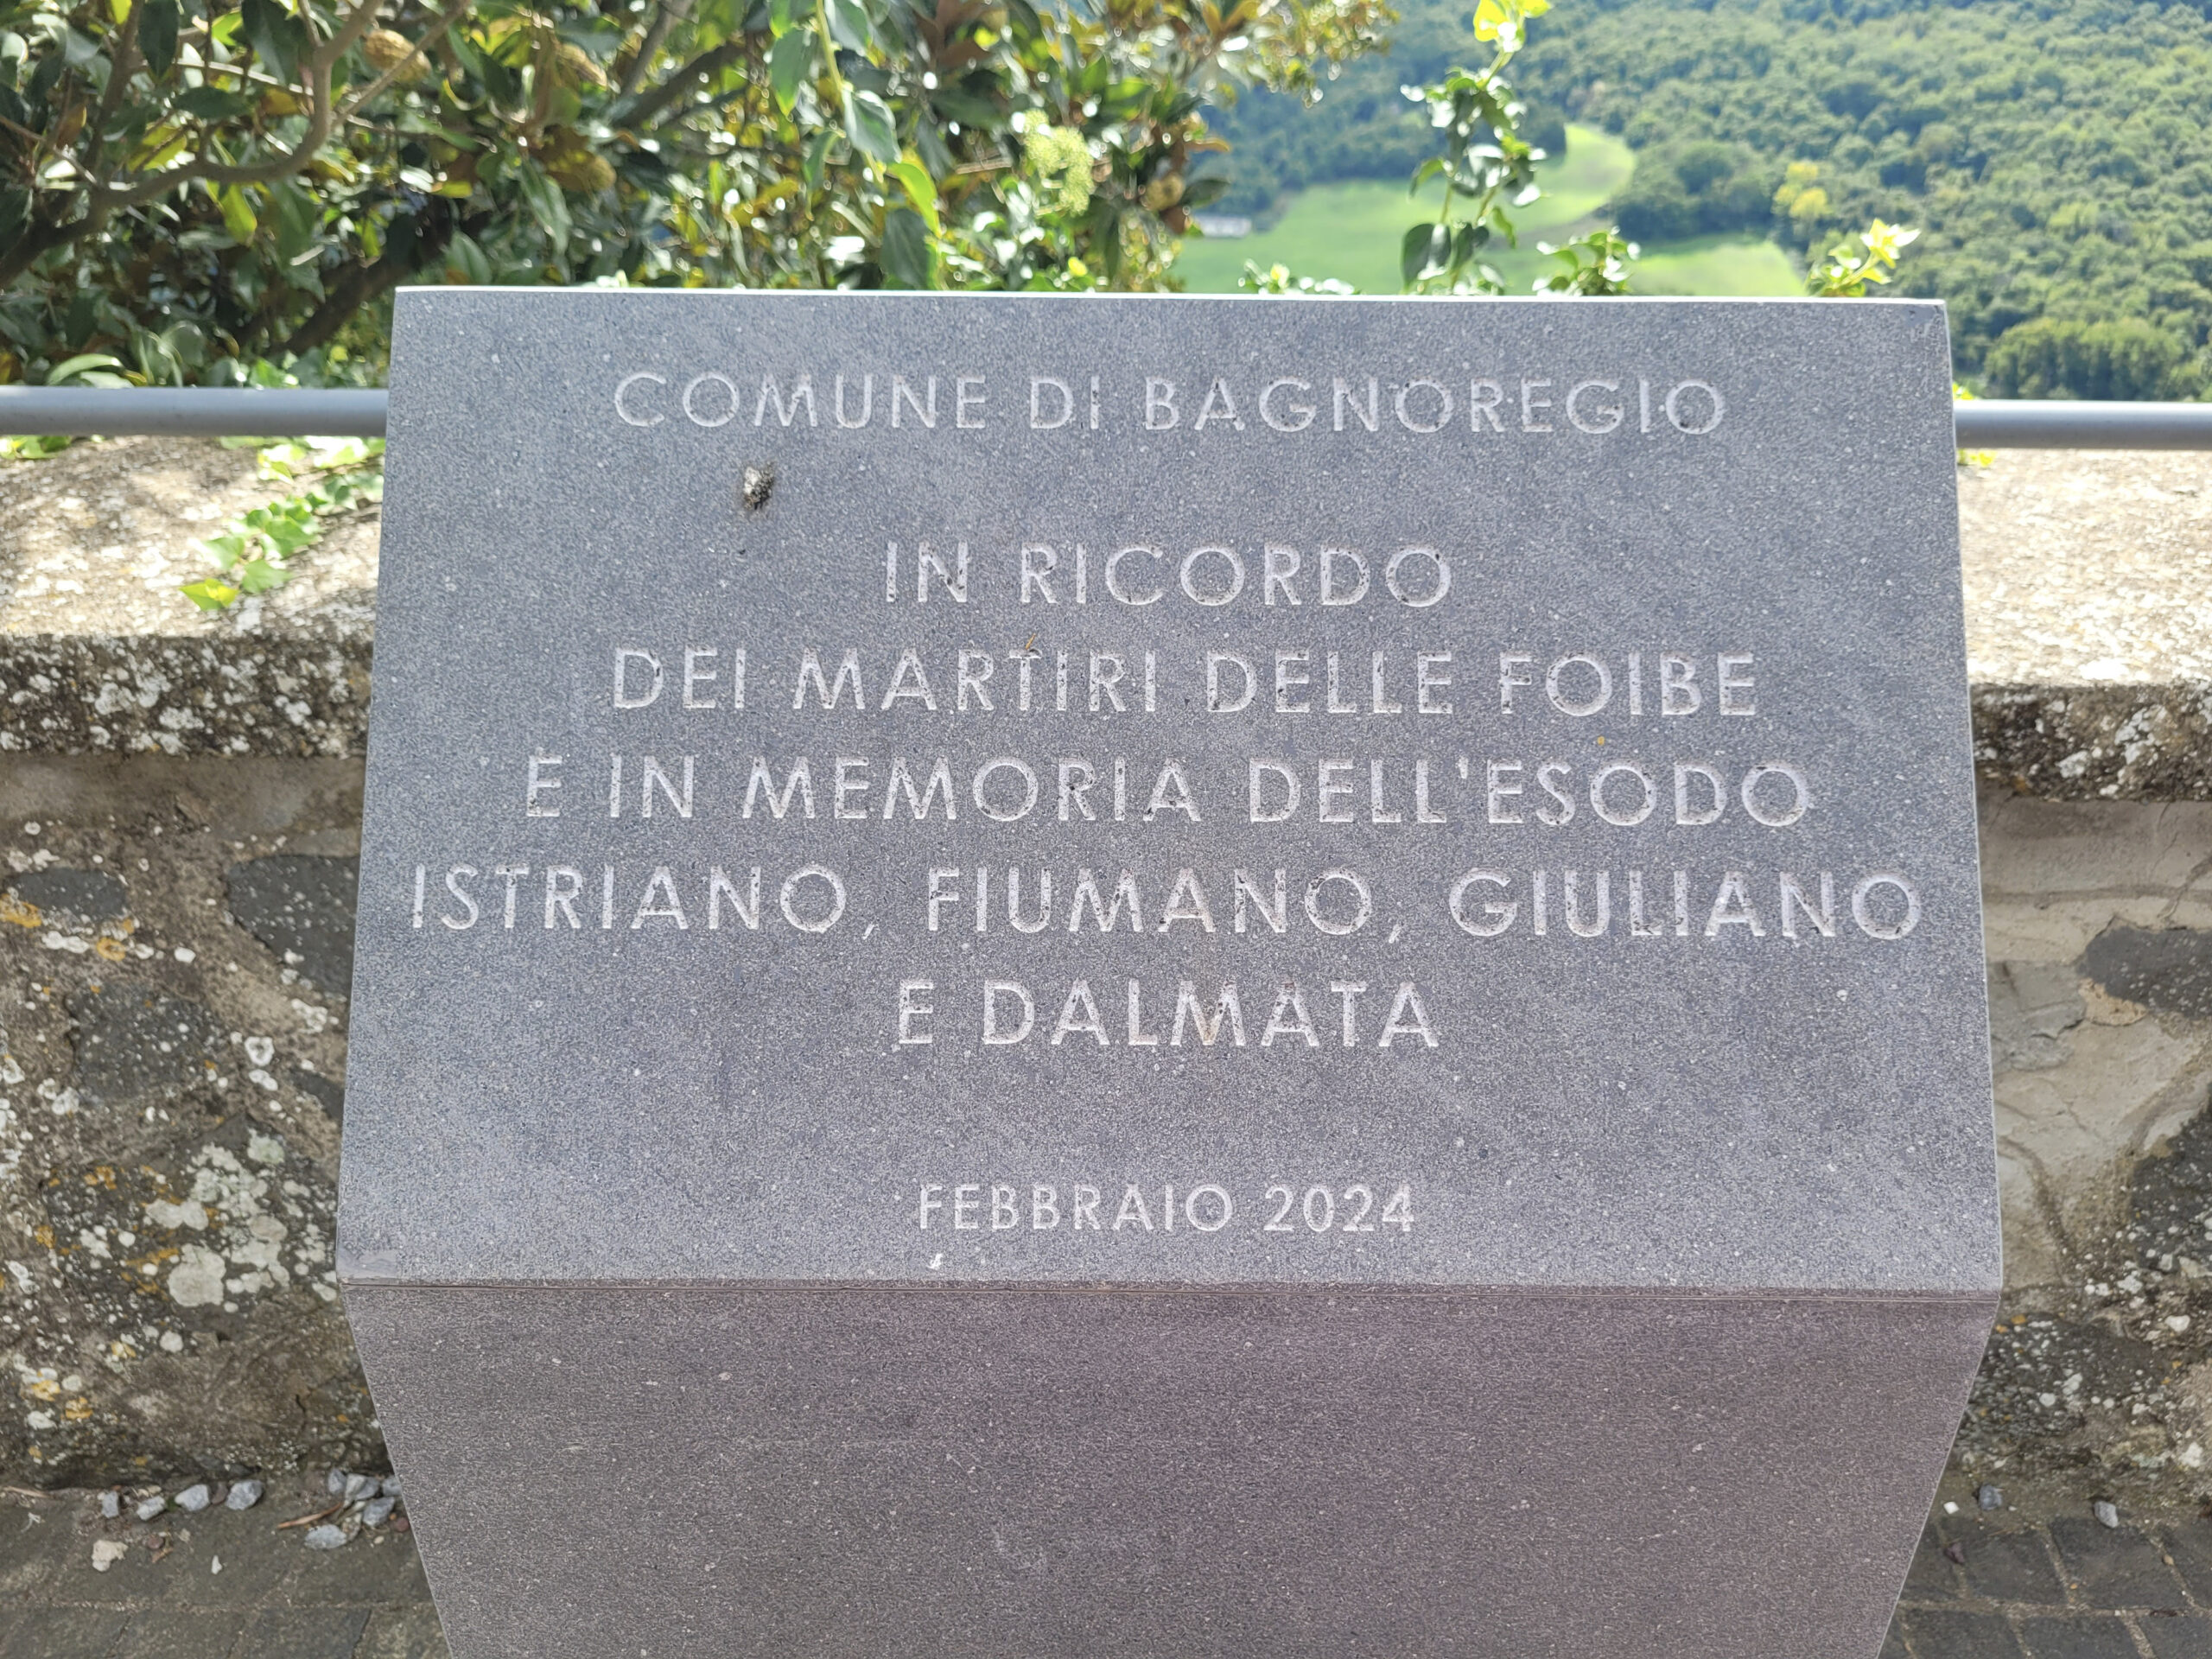 COMUNE DI BAGNOREGIO
IN RICORDO
DEI MARTIRI DELLE FOIBE
E IN MEMORIA DELL'ESODO
ISTRIANO, FIUMANO, GIULIANO
E DALMATA
FEBBRAIO 2024